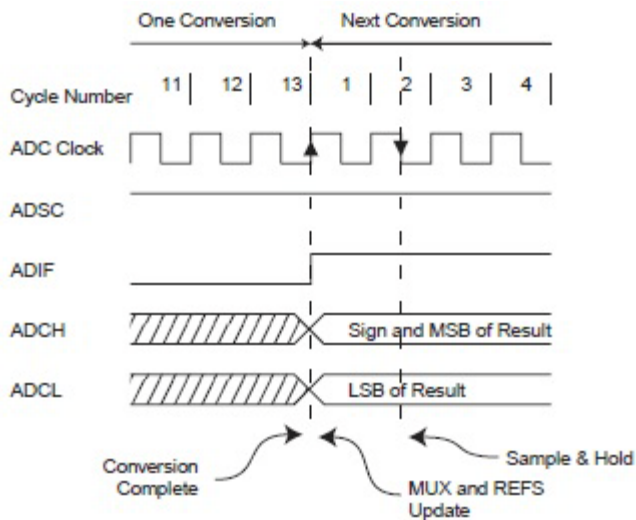 One Conversion Next Conversion
Cycle Number 11 12 13 1 2 3 4
ADC Clock
ADSC
ADIF
ADCH Sign and MSB of Result
ADCL LSB of Result
Conversion
Complete
MUX and REFS
Update
Sample & Hold